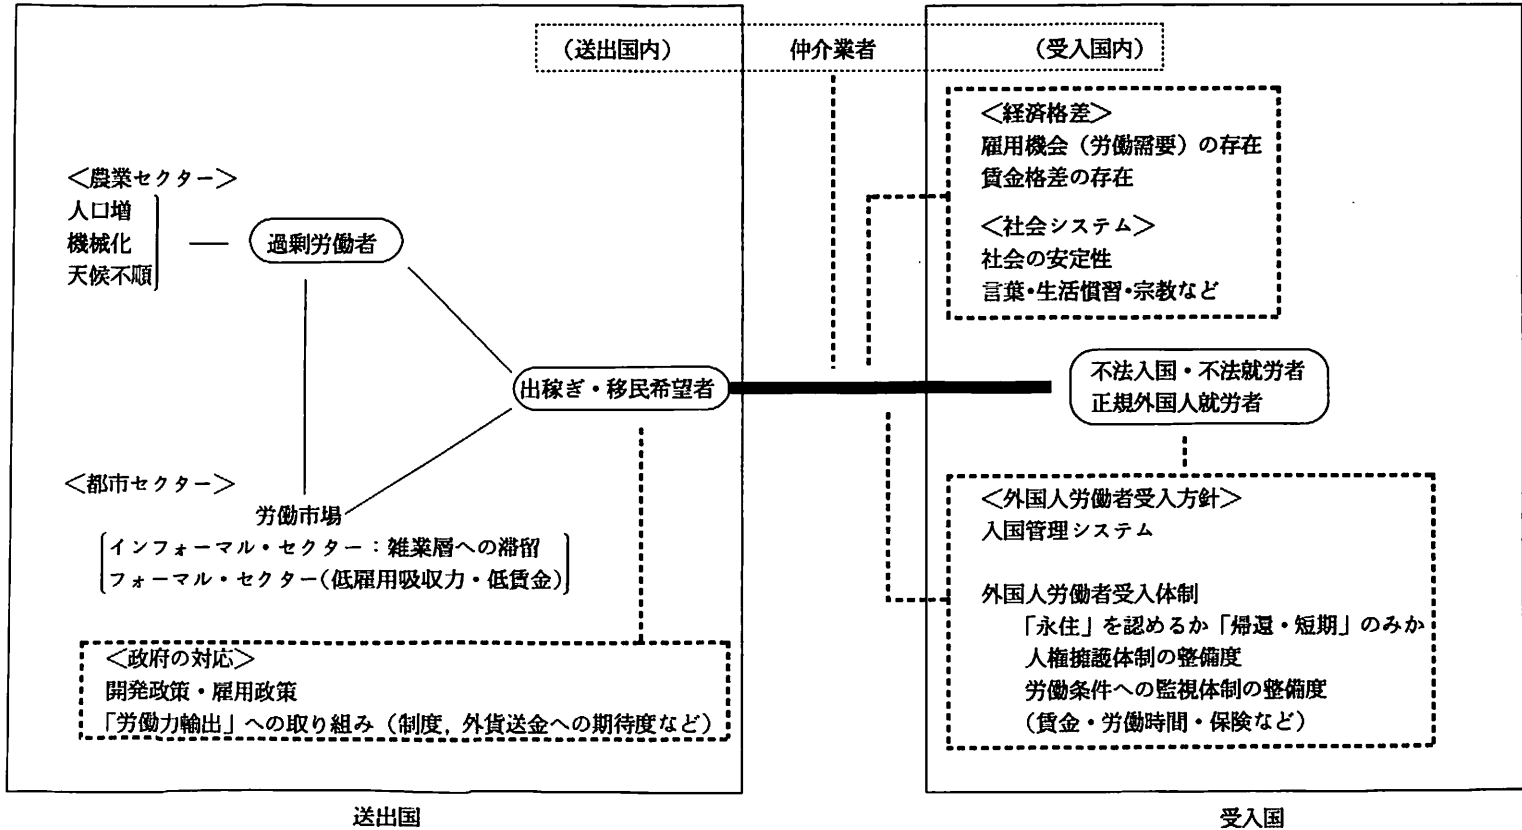 (送出国内) 仲介業者 (受入国内)
<経済格差>
雇用機会（労働需要）の存在
賃金格差の存在
<社会システム>
社会の安定性
言葉・生活慣習・宗教など
<農業セクター>
人口増
機械化
天候不順
過剰労働者
出稼ぎ・移民希望者
不法入国・不法就労者
正規外国人就労者
<都市セクター>
労働市場
インフォーマル・セクター：雑業層への滞留
フォーマル・セクター(低雇用吸収力・低賃金)
<政府の対応>
開発政策・雇用政策
「労働力輸出」への取り組み（制度，外貨送金への期待度など）
<外国人労働者受入方針>
入国管理システム
外国人労働者受入体制
「永住」を認めるか「帰還・短期」のみか
人権擁護体制の整備度
労働条件への監視体制の整備度
（賃金・労働時間・保険など）
送出国
受入国